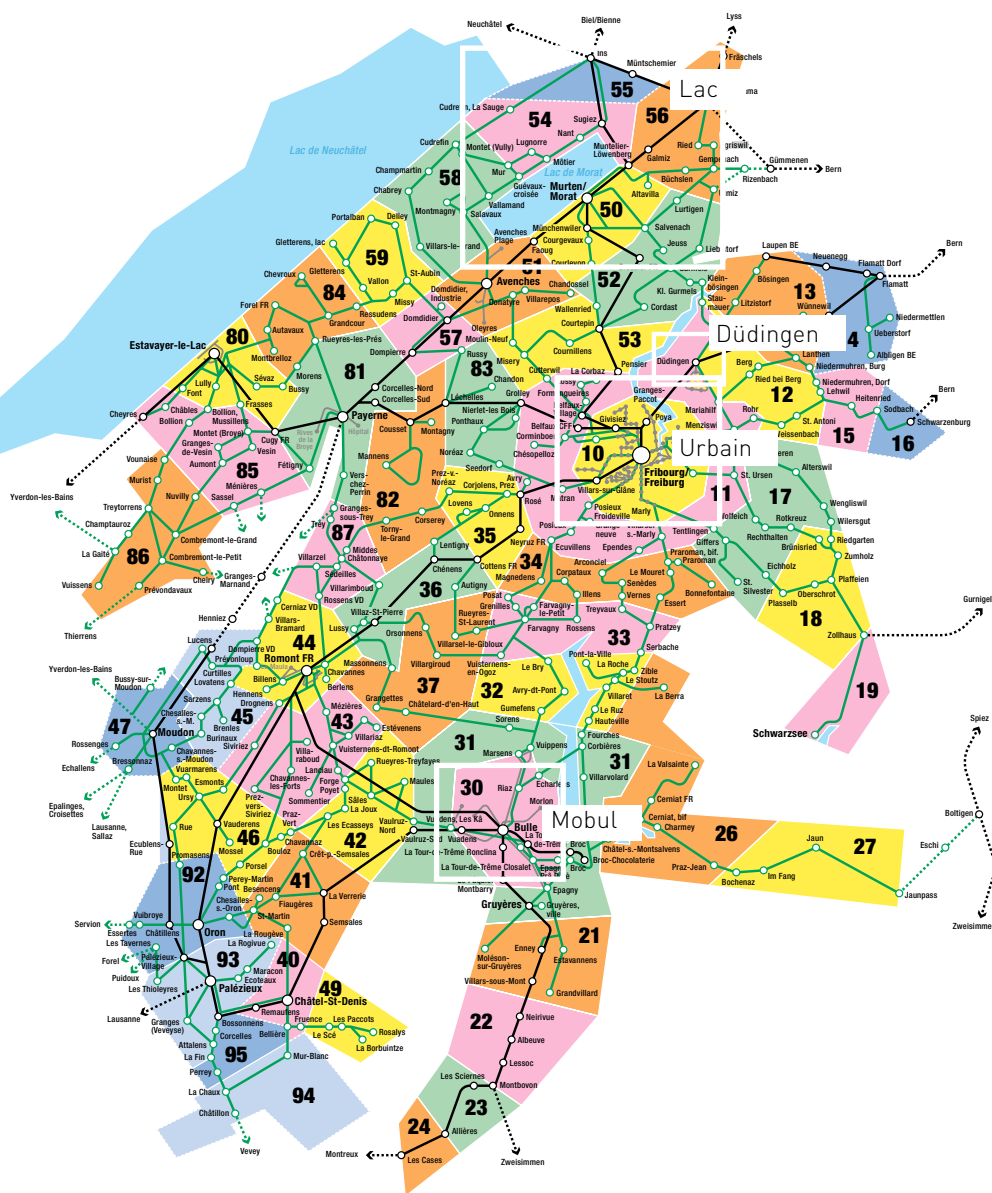 Neuchâtel
Biel/Bienne
Lyss
Ins
Müntschemier
Fräschels
Lac
55
56
54
Cudrefin, La Sauge
Sugiez
Nant
Lac de Neuchâtel
Cudrefin
Montet (Vully)
Lugnorre
Môtier
Muntelier-
Löwenberg
Galmiz
Ried
Gümmenen
Bern
Rizenbach
Champmartin
58
Mur
Lac de Morat
Guévaux-
croisée
Vallamand
Murten/
Morat
Büchslen
Altavilla
Chabrey
Montmagny
Salavaux
50
Lurtigen
Portalban
Delley
Avenches
Plage
Münchenwiler
Courgevaux
Salvenach
Gletterens, lac
59
Villars-le-Grand
Faoug
51
Courlevon
Jeuss
Laupen BE
Neuenegg
Flamatt Dorf
Bern
Gletterens
Chevroux
Vallon
St-Aubin
Avenches
52
Chandossel
Klein-
bösingen
Bösingen
13
Flamatt
84
Missy
Domdidier,
Industrie
Donatyre
Villarepos
Kl. Gurmels
Stau-
mauer
Litzistorf
Wünnewil
Forel FR
Ressudens
Grandcour
Domdidier
Wallenried
Cordast
Niedermettlen
80
Autavaux
57
Oleyres
Courtepin
53
Düdingen
4
Ueberstorf
Estavayer-le-Lac
Montbrelloz
Rueyres-les-Prés
Moulin-Neuf
Cournillens
Albligen BE
Dompierre
Russy
Misery
Pensier
Düdingen
Lanthen
Niedermuhren, Burg
81
83
Cutterwil
Berg
Lully
Font
Sévaz
Morens
Bussy
Corcelles-Nord
Corcelles-Sud
Chandon
La Corbaz
Ried bei Berg
Niedermuhren, Dorf
Lehwil
Heitenried
Bern
Cheyres
Châbles
Bollion
Bollion,
Mussillens
Frasses
Payerne
Léchelles
Grolley
Granges-
Paccot
Poya
Mariahilf
12
Sodbach
Schwarzenburg
Granges-
de-Vesin
Montet (Broye)
Cugy FR
Vesin
Rives
de la
Broye
Hôpital
Nierlet-les Bois
Ponthaux
Givisiez
Rohr
St. Antoni
15
16
Vounaise
Aumont
85
Fétigny
Cousset
Montagny
Corminboeuf
Chésopelloz
10
Urbain
Weissenbach
Murist
Ménières
Mannens
Noréaz
Seedorf
Fribourg/
Freiburg
Alterswil
Yverdon-les-Bains
Nuvilly
Sassel
Vers-
chez-
Perrin
Prez-v.-
Noréaz
Avry
Rosé
Villars-sur-Glâne
11
St. Ursen
17
Treytorrens
82
Corjolens, Prez
Matran
Marly
Wengliswil
Champtauroz
Granges-
sous-Trey
Lovens
Onnens
Posieux
Froideville
Wilersgut
La Gaité
86
Combremont-le-Grand
Trey
87
Corserey
35
Neyruz FR
Tentlingen
Rotkreuz
Rechthalten
Riedgarten
Combremont-le-Petit
Torny-
le-Grand
Lentigny
Ecuvillens
Ependes
Giffers
Brünisried
Zumholz
Vuissens
Cheiry
Villarzel
Middes
Châtonnaye
Cottens FR
34
Arconciel
Praroman, bif.
Praroman
Eichholz
Prévondavaux
Granges-
Marnand
Sédeilles
Chénens
Magnedens
Corpataux
Le Mouret
Senèdes
Plaffeien
Villarimboud
36
Autigny
Vernes
Bonnefontaine
St.
Silvester
Oberschrot
Thierrens
Rossens VD
Posat
Grenilles
Illens
Essert
Plasselb
18
Gurnigel
Henniez
Cerniaz VD
Villars-
Bramard
Villaz-St-Pierre
Rueyres-
St-Laurent
Farvagny-
le-Petit
Treyvaux
Zollhaus
44
Lussy
Orsonnens
Farvagny
Rossens
33
Pratzey
Yverdon-les-Bains
Lucens
Dompierre VD
Prévonloup
Romont FR
Villarsel-le-Gibloux
Serbache
Bussy-sur-
Moudon
Curtilles
Lovatens
Billens
Chavannes
Massonnens
Villargiroud
Vuisternens-
en-Ogoz
Le Bry
Pont-la-Ville
La Roche
Zible
Le Stoutz
19
Sarzens
Hennens
Drognens
Berlens
37
32
Avry-dt-Pont
Villaret
La Berra
47
Chesalles-
s.-M.
45
Mézières
Grangettes
Châtelard-d'en-Haut
Gumefens
Le Ruz
Spiez
Moudon
Brenles
Burinaux
43
Estévenens
Sorens
Hauteville
Schwarzsee
Rossenges
Siviriez
Villariaz
31
Vuippens
Fourches
Echallens
Bressonnaz
Chavannes-
s.-Moudon
Villa-
raboud
Vuisternens-dt-Romont
Marsens
Corbières
31
La Valsainte
Vuarmarens
Lanciau
Rueyres-Treyfayes
Villarvolard
Epalinges,
Croisettes
Montet
Ursy
Esmonts
Chavannes-
les-Forts
Forge
Poyet
Maules
30
Riaz
Echarlens
Cerniat FR
Boltigen
Prez-
vers-
Siviriez
Sommentier
Sâles
La Joux
Morlon
Mobul
Cerniat, bif
Charmey
Lausanne,
Sallaz
Rue
Vauderens
Praz-
Vert
Vaulruz-
Nord
Vuadens, Les Kâ
Bulle
26
Jaun
27
Eschi
Ecublens-
Rue
46
Les Ecasseys
42
Vaulruz-Sud
Vuadens
Broc
Châtel-s.-Montsalvens
Mossel
Bouloz
Chavannaz
Crêt-p.-Semsales
La Tour-de-Trême Ronclina
Broc-Chocolaterie
Praz-Jean
Promasens
92
Porsel
La Tour-de-Trême Closalet
Broc
Bochenaz
Im Fang
Perey-Martin
41
Montbarry
Epagny
Jaunpass
Pont
Besencens
La Verrerie
Gruyères
Gruyères,
ville
Zweisimmen
Vuibroye
Chesalles-
s.-Oron
Fiaugères
Servion
Essertes
Oron
St-Martin
Semsales
21
Les Tavernes
Châtillens
La Rougève
Enney
Forel
Palézieux-
Village
93
La Rogivue
40
Moléson-
sur-Gruyères
Estavannens
Puidoux
Maracon
Ecoteaux
Villars-sous-Mont
Les Thioleyres
Palézieux
49
Grandvillard
Lausanne
Remaufens
Châtel-St-Denis
22
Neirivue
Granges
(Veveyse)
Bossonnens
Fruence
Les Paccots
Corcelles
Bellière
Le Scé
Rosalys
Albeuve
Attalens
La Borbuintze
La Fin
95
Mur-Blanc
Lessoc
Perrey
Les Sciernes
La Chaux
94
Montbovon
23
Châtillon
24
Allières
Vevey
Montreux
Les Cases
Zweisimmen